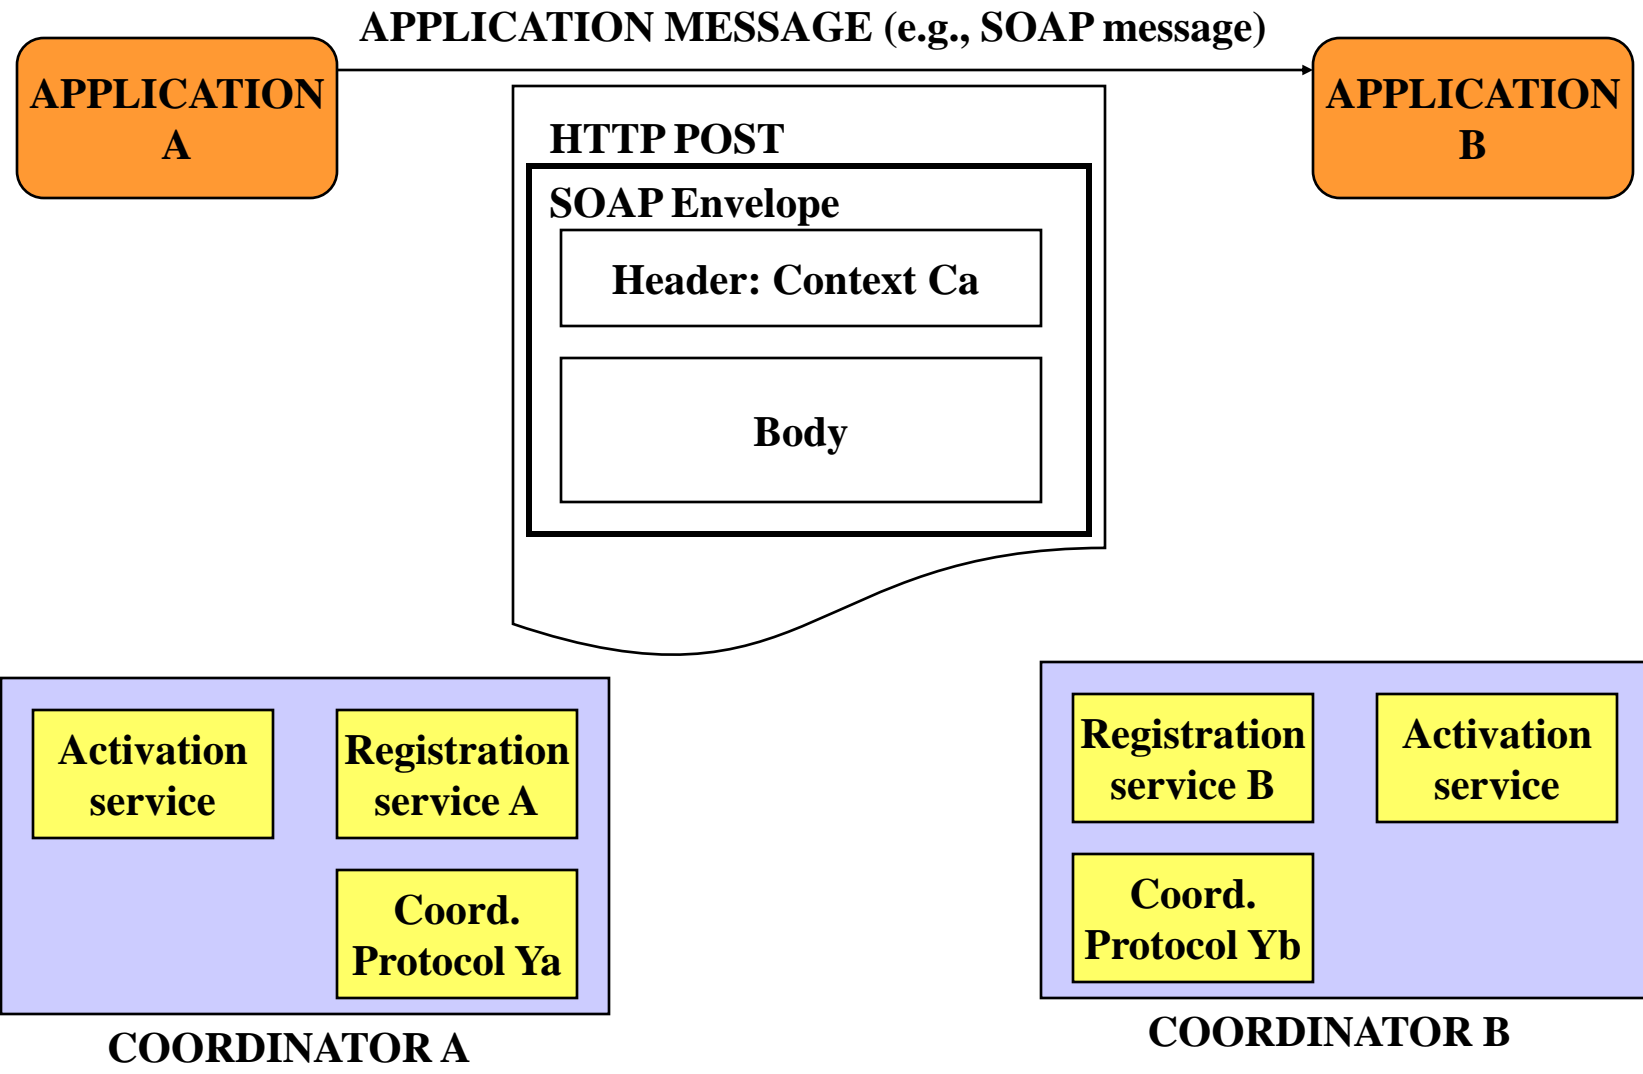 APPLICATION MESSAGE (e.g., SOAP message)
APPLICATION
A
APPLICATION
B
HTTP POST
SOAP Envelope
Header: Context Ca
Body
Activation
service
Registration
service A
Coord.
Protocol Ya
COORDINATOR A
Registration
service B
Activation
service
Coord.
Protocol Yb
COORDINATOR B